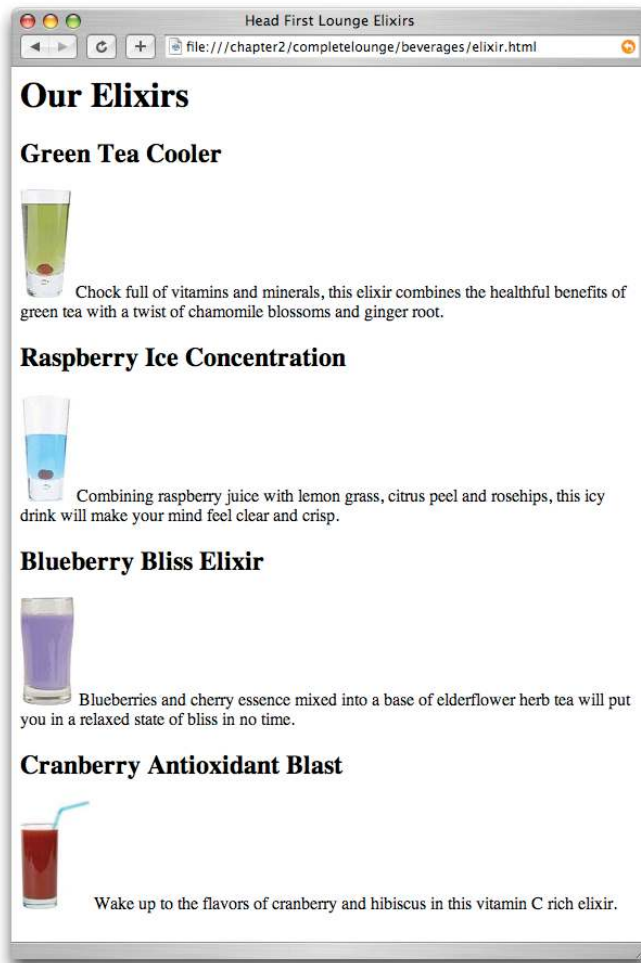 Head First Lounge Elixirs
file:///chapter2/completelounge/beverages/elixir.html
Our Elixirs
Green Tea Cooler
Chock full of vitamins and minerals, this elixir combines the healthful benefits of
green tea with a twist of chamomile blossoms and ginger root.
Raspberry Ice Concentration
Combining raspberry juice with lemon grass, citrus peel and rosehips, this icy
drink will make your mind feel clear and crisp.
Blueberry Bliss Elixir
Blueberries and cherry essence mixed into a base of elderflower herb tea will put
you in a relaxed state of bliss in no time.
Cranberry Antioxidant Blast
Wake up to the flavors of cranberry and hibiscus in this vitamin C rich elixir.